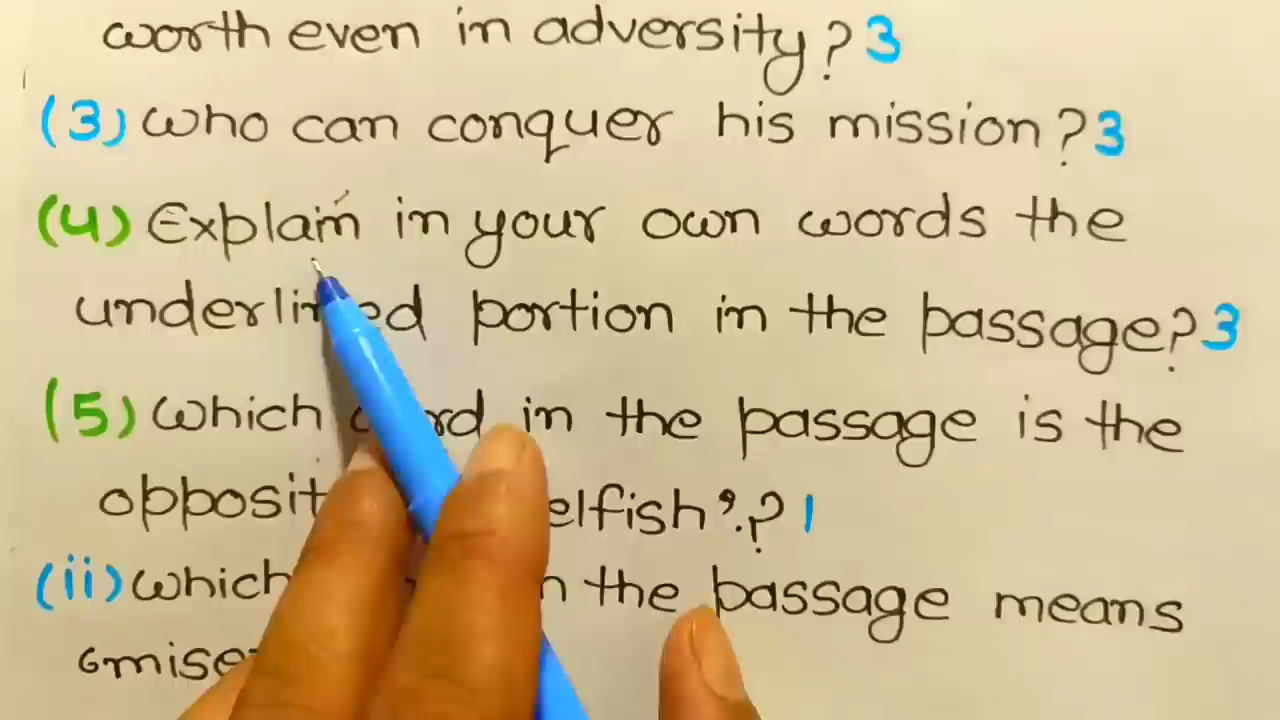 worth even in adversity? 3
(3) who can conquer his mission? 3
(4) Explain in your own words the
portion in the passage? 3
(5) which in the passage is the
elfish'.? 1
(ii) which the passage means